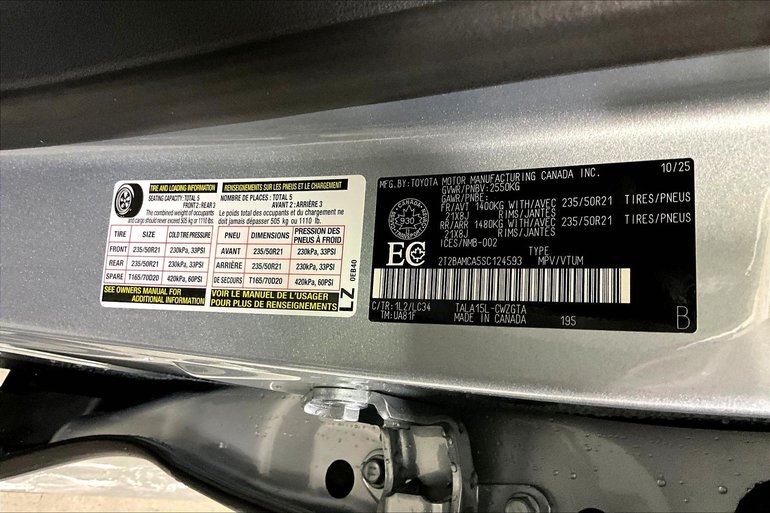 TIRE AND LOADING INFORMATION
SEATING CAPACITY: TOTAL 5
FRONT 2: REAR 3
The combined weight of occupants
and cargo should never exceed 505 kg or 1110 lbs.
RENSEIGNEMENTS SUR LES PNEUS ET LE CHARGEMENT
NOMBRE DE PLACES : TOTAL 5
AVANT 2 : ARRIÈRE 3
Le poids total des occupants et du chargement ne
doit jamais dépasser 505 kg ou 1110 lb.
TIRE SIZE COLD TIRE PRESSURE
FRONT 235/50R21 230kPa, 33PSI
REAR 235/50R21 230kPa, 33PSI
SPARE T165/70D20 420kPa, 60PSI
SEE OWNERS MANUAL FOR
ADDITIONAL INFORMATION
PNEU DIMENSIONS PRESSION DES PNEUS À FROID
AVANT 235/50R21 230kPa, 33PSI
ARRIÈRE 235/50R21 230kPa, 33PSI
DE SECOURS T165/70D20 420kPa, 60PSI
VOIR LE MANUEL DE L'USAGER
POUR PLUS DE RENSEIGNEMENTS
LZ 0EB40
MFG.BY:TOYOTA MOTOR MANUFACTURING CANADA INC. 10/25
GVWR/PNBV: 2550KG
GAWR/PNBE:
FR/AVT 1400KG WITH/AVEC 235/50R21 TIRES/PNEUS
21X8J RIMS/JANTES
RR/ARR 1480KG WITH/AVEC 235/50R21 TIRES/PNEUS
21X8J RIMS/JANTES
ICES/NMB-002
TYPE
2T2BAMCA5SC124593 MPV/VTUM
930
EC
C/TR: 1L2/LC34 TALA15L-CWZGTA
TM: UA81F MADE IN CANADA 195
B